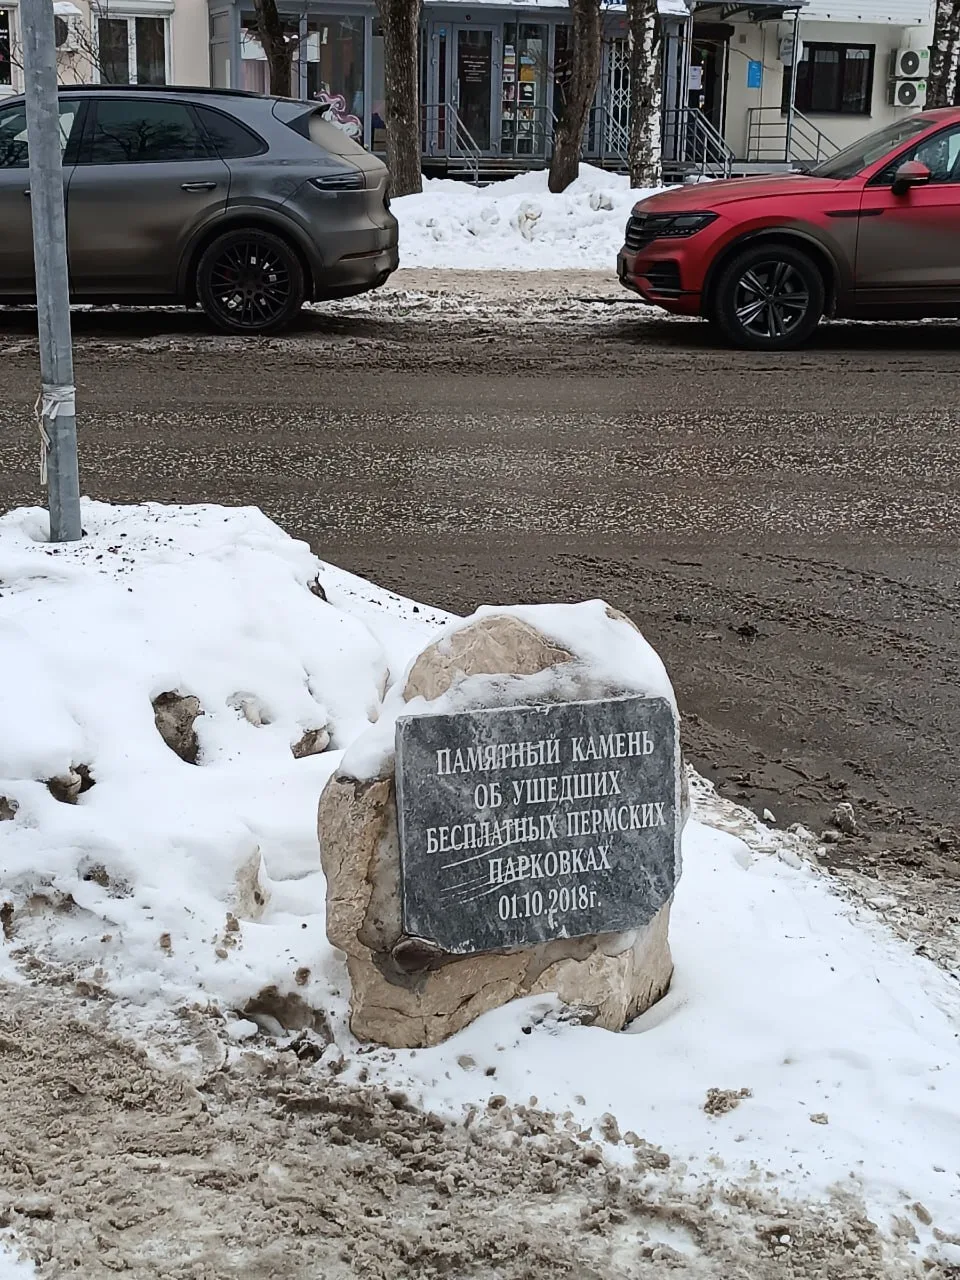 ПАМЯТНЫЙ КАМЕНЬ
ОБ УШЕДШИХ
БЕСПЛАТНЫХ ПЕРМСКИХ
ПАРКОВКАХ
01.10.2018г.